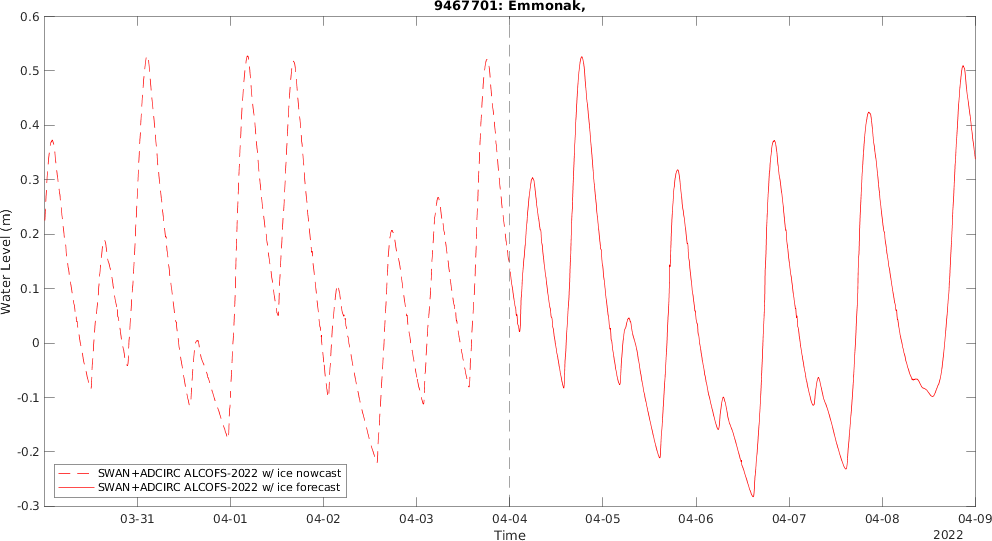 9467701: Emmonak,
0.6
0.5
0.4
0.3
0.2
0.1
0
-0.1
-0.2
-0.3
Water Level (m)
SWAN+ADCIRC ALCOFS-2022 w/ ice nowcast
SWAN+ADCIRC ALCOFS-2022 w/ ice forecast
03-31 04-01 04-02 04-03 04-04 04-05 04-06 04-07 04-08 04-09
Time
2022